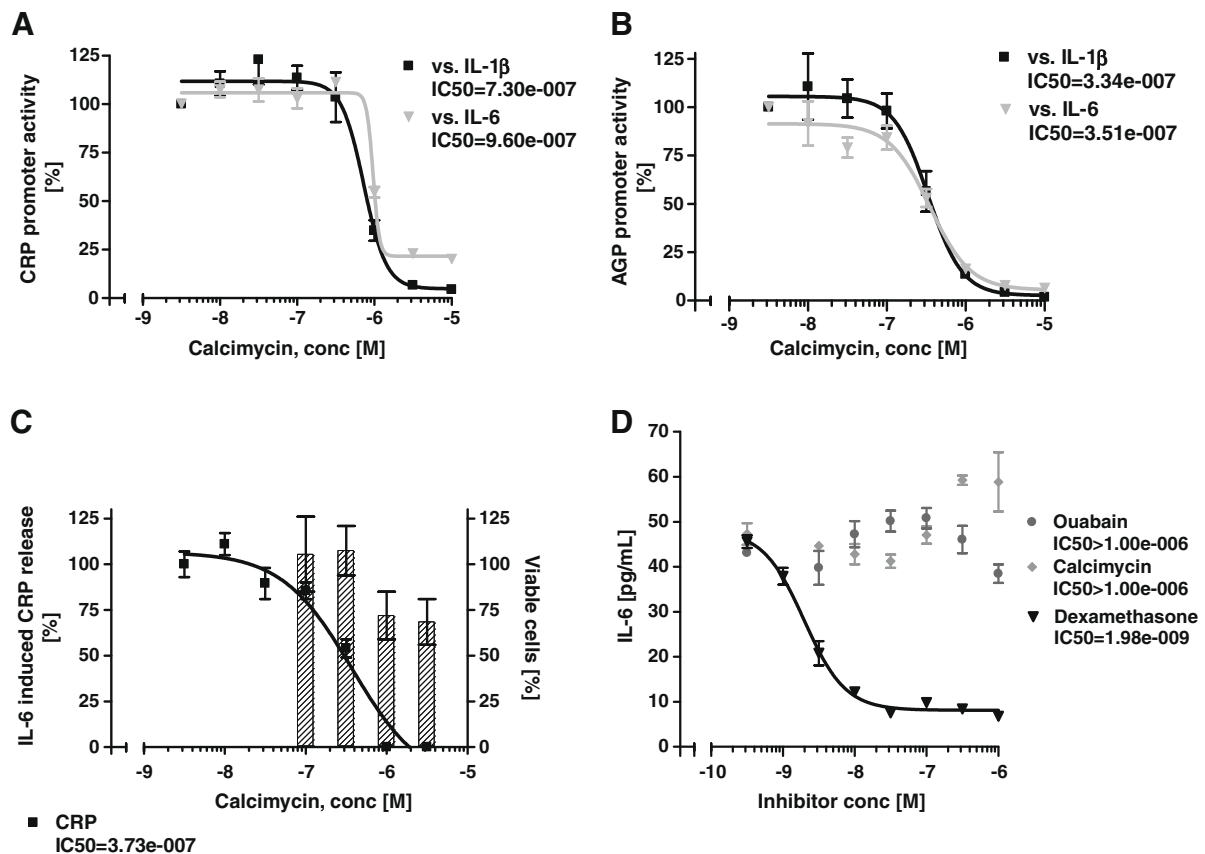 A
CRP promoter activity
[%]
125
100
75
50
25
0
-9
-8
-7
-6
-5
Calcimycin, conc [M]
vs. IL-1β
IC50=7.30e-007
vs. IL-6
IC50=9.60e-007
B
AGP promoter activity
[%]
125
100
75
50
25
0
-9
-8
-7
-6
-5
Calcimycin, conc [M]
vs. IL-1β
IC50=3.34e-007
vs. IL-6
IC50=3.51e-007
C
IL-6 induced CRP release
[%]
125
100
75
50
25
0
-9
-8
-7
-6
-5
Calcimycin, conc [M]
125
100
75
50
25
0
Viable cells [%]
CRP
IC50=3.73e-007
D
IL-6 [pg/mL]
70
60
50
40
30
20
10
0
-10
-9
-8
-7
-6
Inhibitor conc [M]
Ouabain
IC50>1.00e-006
Calcimycin
IC50>1.00e-006
Dexamethasone
IC50=1.98e-009